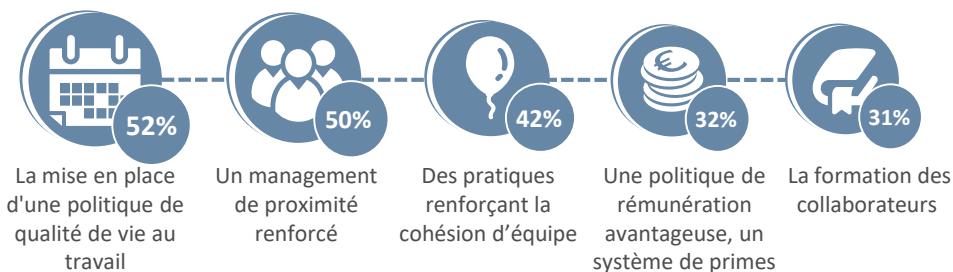 52%
La mise en place
d'une politique de
qualité de vie au
travail
50%
Un management
de proximité
renforcé
42%
Des pratiques
renforçant la
cohésion d’équipe
€
32%
Une politique de
rémunération
avantageuse, un
système de primes
31%
La formation des
collaborateurs